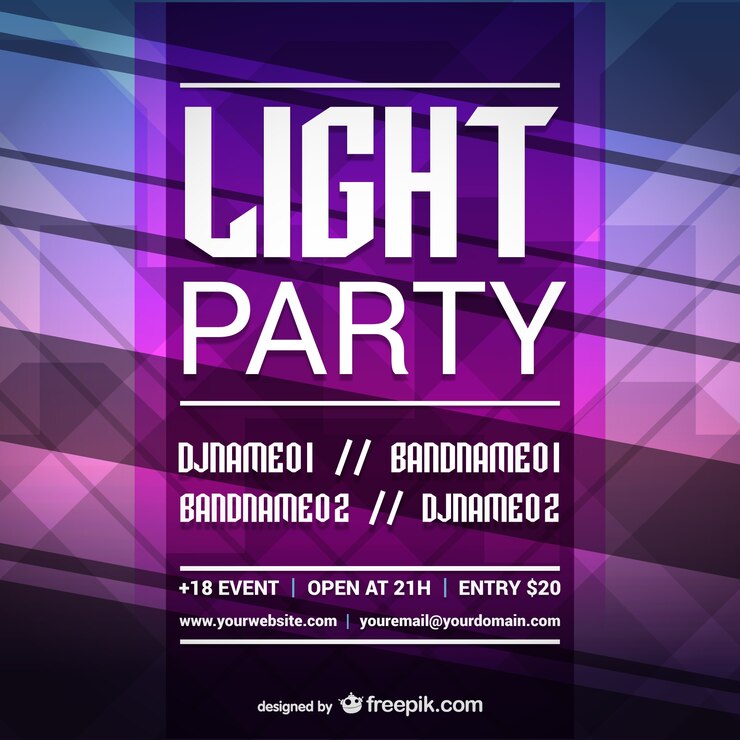 LIGHT
PARTY
DJNAME01 // BANDNAME01
BANDNAME02 // DJNAME02
+18 EVENT | OPEN AT 21H | ENTRY $20
www.yourwebsite.com | youremail@yourdomain.com
designed by freepik.com